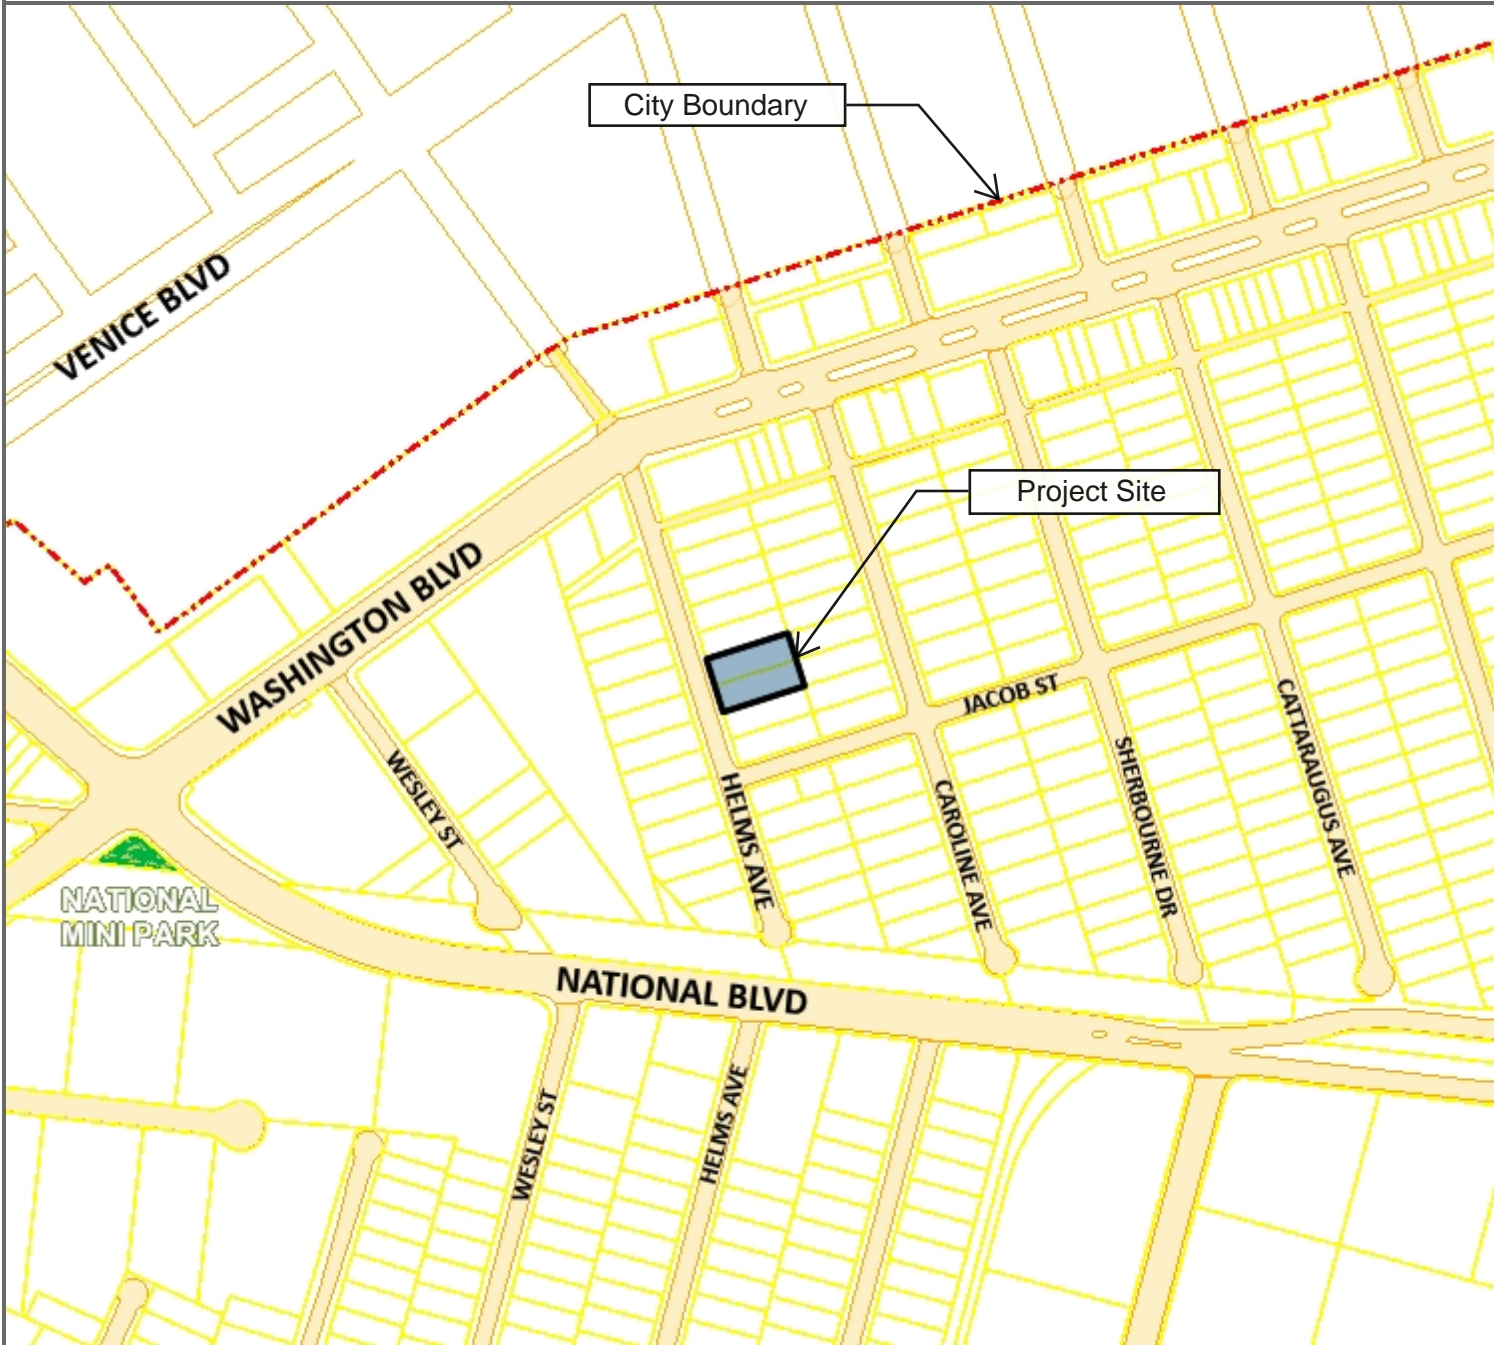 City Boundary
VENICE BLVD
Project Site
WASHINGTON BLVD
JACOB ST
WESLEY ST
HELMS AVE
CAROLINE AVE
SHERBOURNE DR
CATTARAUGUS AVE
NATIONAL
MINI PARK
NATIONAL BLVD
WESLEY ST
HELMS AVE